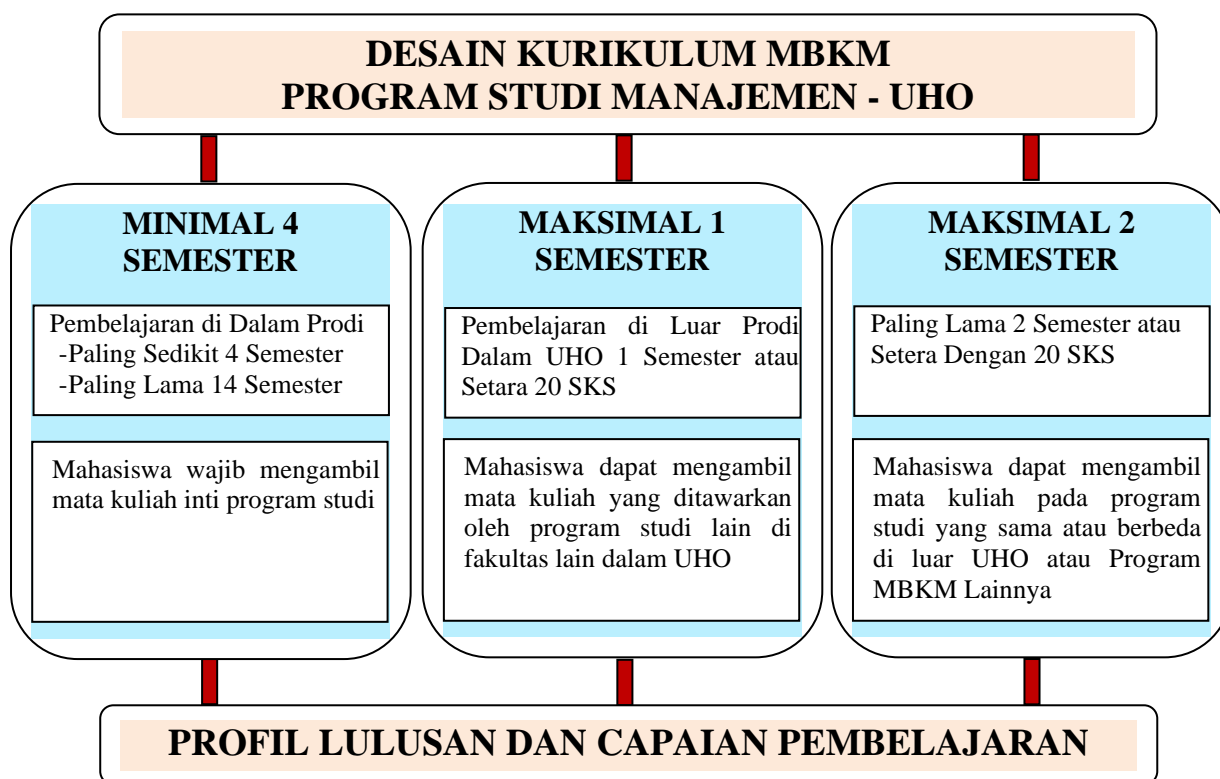 DESAIN KURIKULUM MBKM
PROGRAM STUDI MANAJEMEN - UHO
MINIMAL 4
SEMESTER
Pembelajaran di Dalam Prodi
-Paling Sedikit 4 Semester
-Paling Lama 14 Semester
Mahasiswa wajib mengambil
mata kuliah inti program studi
MAKSIMAL 1
SEMESTER
Pembelajaran di Luar Prodi
Dalam UHO 1 Semester atau
Setara 20 SKS
Mahasiswa dapat mengambil
mata kuliah yang ditawarkan
oleh program studi lain di
fakultas lain dalam UHO
MAKSIMAL 2
SEMESTER
Paling Lama 2 Semester atau
Setera Dengan 20 SKS
Mahasiswa dapat mengambil
mata kuliah pada program
studi yang sama atau berbeda
di luar UHO atau Program
MBKM Lainnya
PROFIL LULUSAN DAN CAPAIAN PEMBELAJARAN